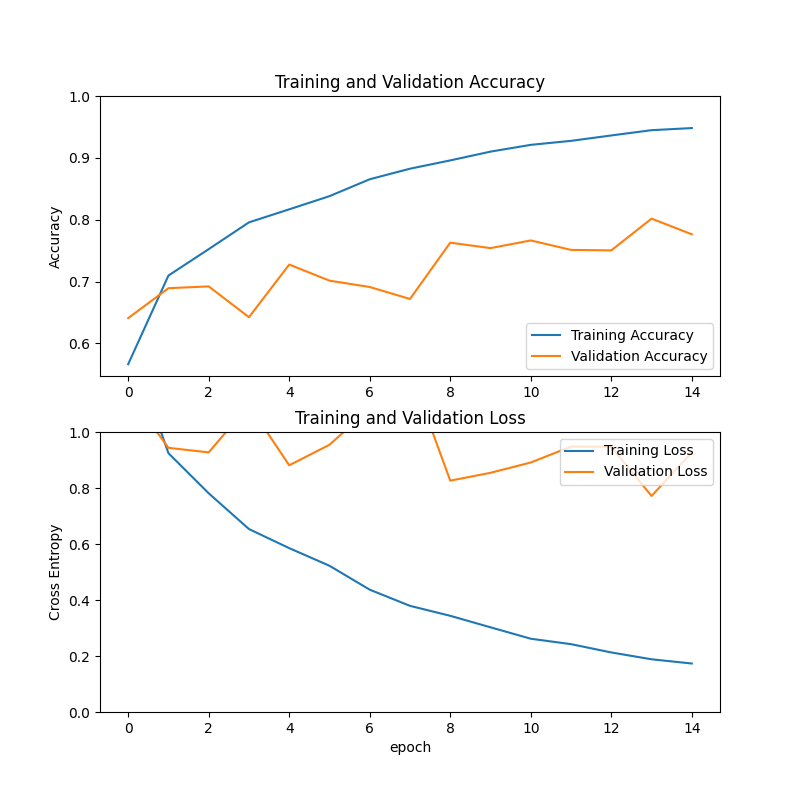 Training and Validation Accuracy
1.0
0.9
0.8
0.7
0.6
Accuracy
Training Accuracy
Validation Accuracy
0 2 4 6 8 10 12 14
Training and Validation Loss
1.0
0.8
0.6
0.4
0.2
0.0
Cross Entropy
Training Loss
Validation Loss
0 2 4 6 8 10 12 14
epoch